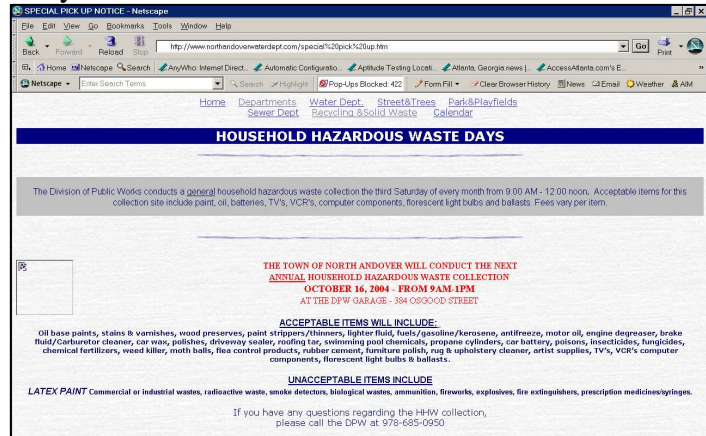 SPECIAL PICK UP NOTICE - Netscape
File Edit View Go Bookmarks Tools Window Help
Back Forward Reload Stop http://www.northandoverwaterdept.com/special%20pick%20up.htm Go Print
Home Netscape Search AnyWho: Internet Direct... Automatic Configuratio... Aptitude Testing Locati... Atlanta, Georgia news |... AccessAtlanta.com's E... »
Netscape Enter Search Terms Search Highlight Pop-Ups Blocked: 422 Form Fill Clear Browser History News Email Weather AIM
Home Departments Water Dept. Street&Trees Park&Playfields
Sewer Dept Recycling &Solid Waste Calendar
HOUSEHOLD HAZARDOUS WASTE DAYS
The Division of Public Works conducts a general household hazardous waste collection the third Saturday of every month from 9:00 AM - 12:00 noon. Acceptable items for this
collection site include paint, oil, batteries, TV's, VCR's, computer components, florescent light bulbs and ballasts. Fees vary per item.
THE TOWN OF NORTH ANDOVER WILL CONDUCT THE NEXT
ANNUAL HOUSEHOLD HAZARDOUS WASTE COLLECTION
OCTOBER 16, 2004 - FROM 9AM-1PM
AT THE DPW GARAGE - 384 OSGOOD STREET
ACCEPTABLE ITEMS WILL INCLUDE:
Oil base paints, stains & varnishes, wood preserves, paint strippers/thinners, lighter fluid, fuels/gasoline/kerosene, antifreeze, motor oil, engine degreaser, brake
fluid/Carburetor cleaner, car wax, polishes, driveway sealer, roofing tar, swimming pool chemicals, propane cylinders, car battery, poisons, insecticides, fungicides,
chemical fertilizers, weed killer, moth balls, flea control products, rubber cement, furniture polish, rug & upholstery cleaner, artist supplies, TV's, VCR's computer
components, florescent light bulbs & ballasts.
UNACCEPTABLE ITEMS INCLUDE
LATEX PAINT Commercial or industrial wastes, radioactive waste, smoke detectors, biological wastes, ammunition, fireworks, explosives, fire extinguishers, prescription medicines/syringes.
If you have any questions regarding the HHW collection,
please call the DPW at 978-685-0950